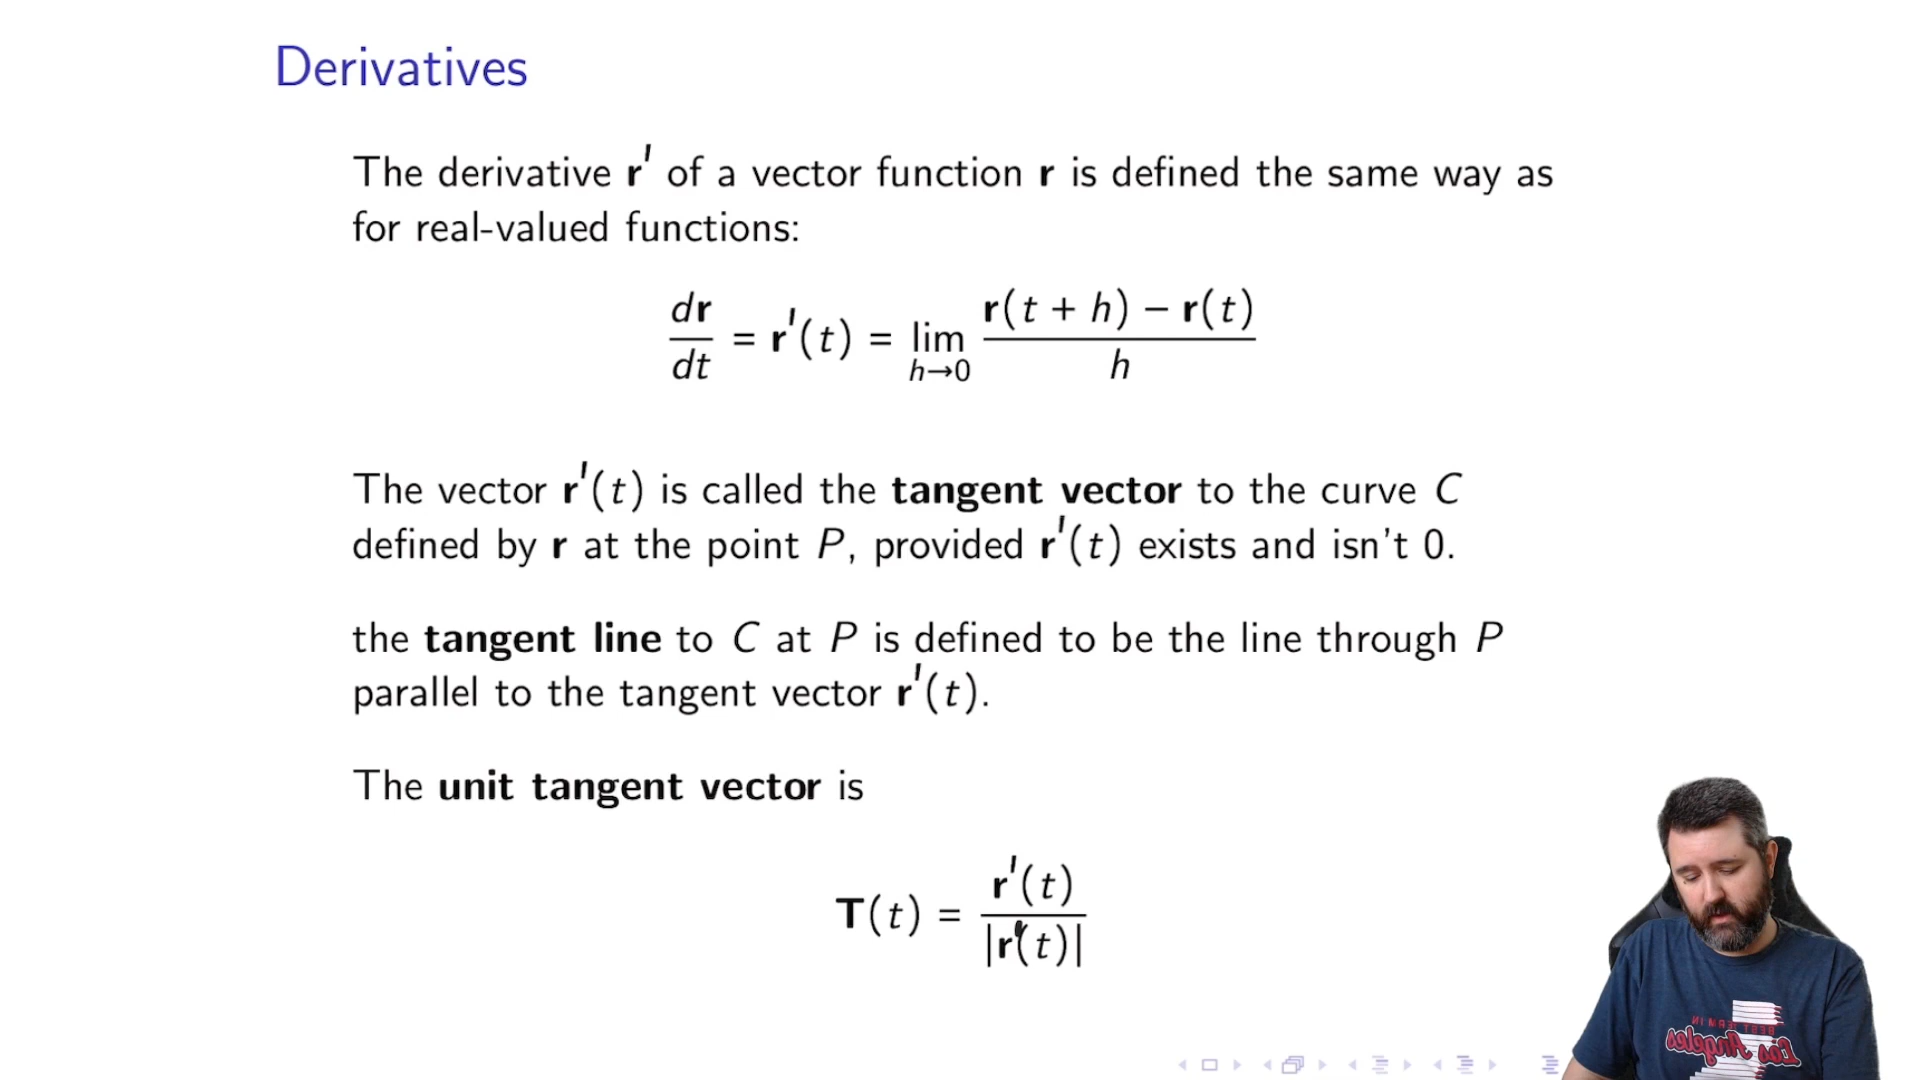 Derivatives
The derivative r′ of a vector function r is defined the same way as
for real-valued functions:
dr/dt = r′(t) = lim h→0 (r(t + h) − r(t))/h
The vector r′(t) is called the tangent vector to the curve C
defined by r at the point P, provided r′(t) exists and isn't 0.
the tangent line to C at P is defined to be the line through P
parallel to the tangent vector r′(t).
The unit tangent vector is
T(t) = r′(t)/|r′(t)|
Los Angeles